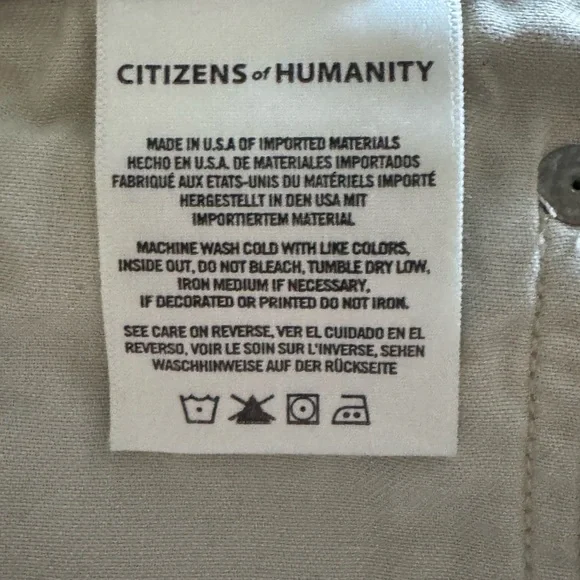 CITIZENS of HUMANITY
MADE IN U.S.A OF IMPORTED MATERIALS
HECHO EN U.S.A. DE MATERIALES IMPORTADOS
FABRIQUÉ AUX ETATS-UNIS DU MATÉRIELS IMPORTÉ
HERGESTELLT IN DEN USA MIT
IMPORTIERTEM MATERIAL
MACHINE WASH COLD WITH LIKE COLORS,
INSIDE OUT, DO NOT BLEACH, TUMBLE DRY LOW,
IRON MEDIUM IF NECESSARY,
IF DECORATED OR PRINTED DO NOT IRON.
SEE CARE ON REVERSE, VER EL CUIDADO EN EL
REVERSO, VOIR LE SOIN SUR L'INVERSE, SEHEN
WASCHHINWEISE AUF DER RÜCKSEITE